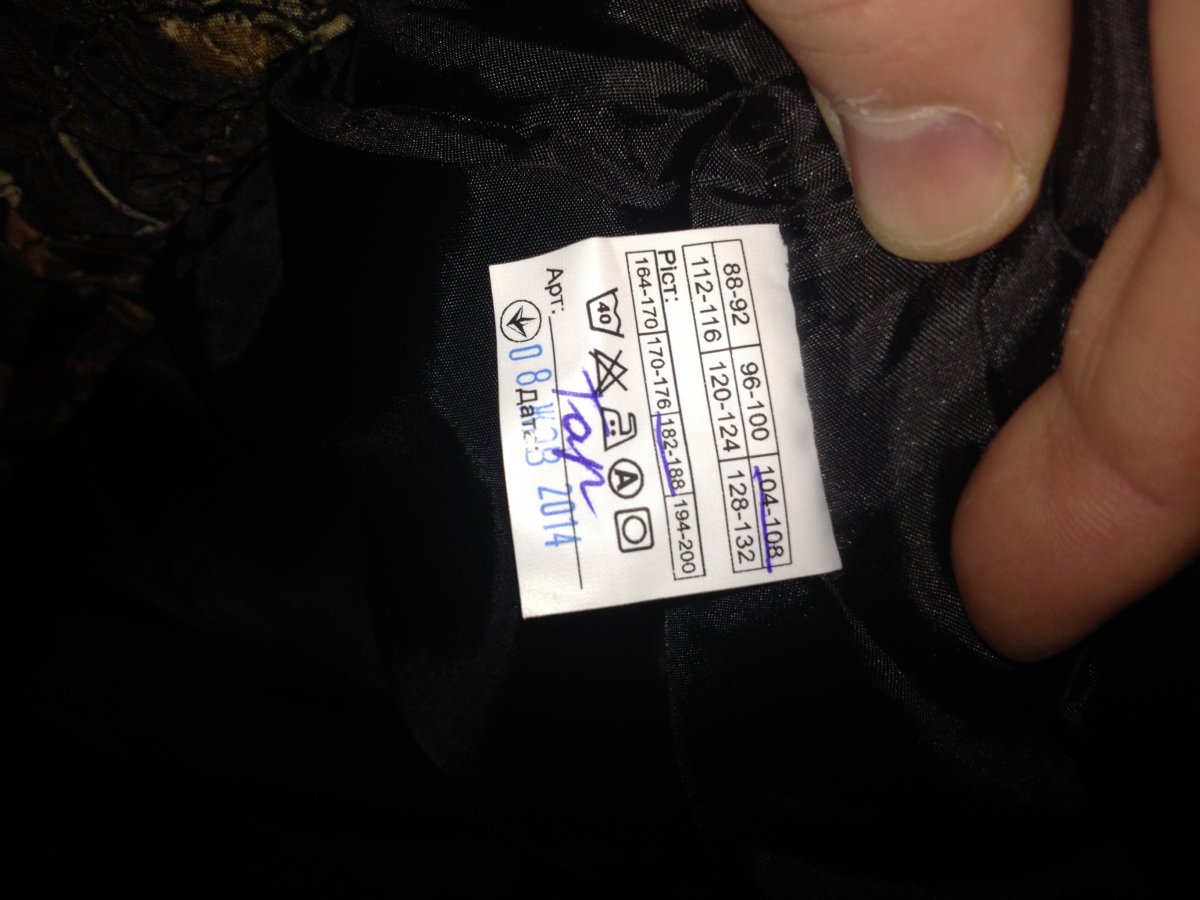 88-92 96-100 104-108
112-116 120-124 128-132
Ріст:
164-170 170-176 182-188 194-200
40 A
Арт:
Дата:
08 ЖОВ 2014